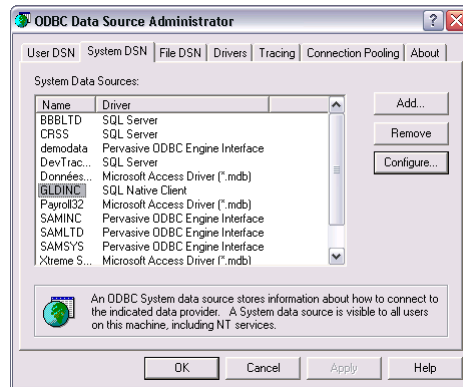 ODBC Data Source Administrator
User DSN System DSN File DSN Drivers Tracing Connection Pooling About
System Data Sources:
Name Driver
BBBLTD SQL Server
CRSS SQL Server
demodata Pervasive ODBC Engine Interface
DevTrac... SQL Server
Données... Microsoft Access Driver (*.mdb)
GLDINC SQL Native Client
Payroll32 Microsoft Access Driver (*.mdb)
SAMINC Pervasive ODBC Engine Interface
SAMLTD Pervasive ODBC Engine Interface
SAMSYS Pervasive ODBC Engine Interface
Xtreme S... Microsoft Access Driver (*.mdb)
Add...
Remove
Configure...
An ODBC System data source stores information about how to connect to
the indicated data provider. A System data source is visible to all users
on this machine, including NT services.
OK Cancel Apply Help